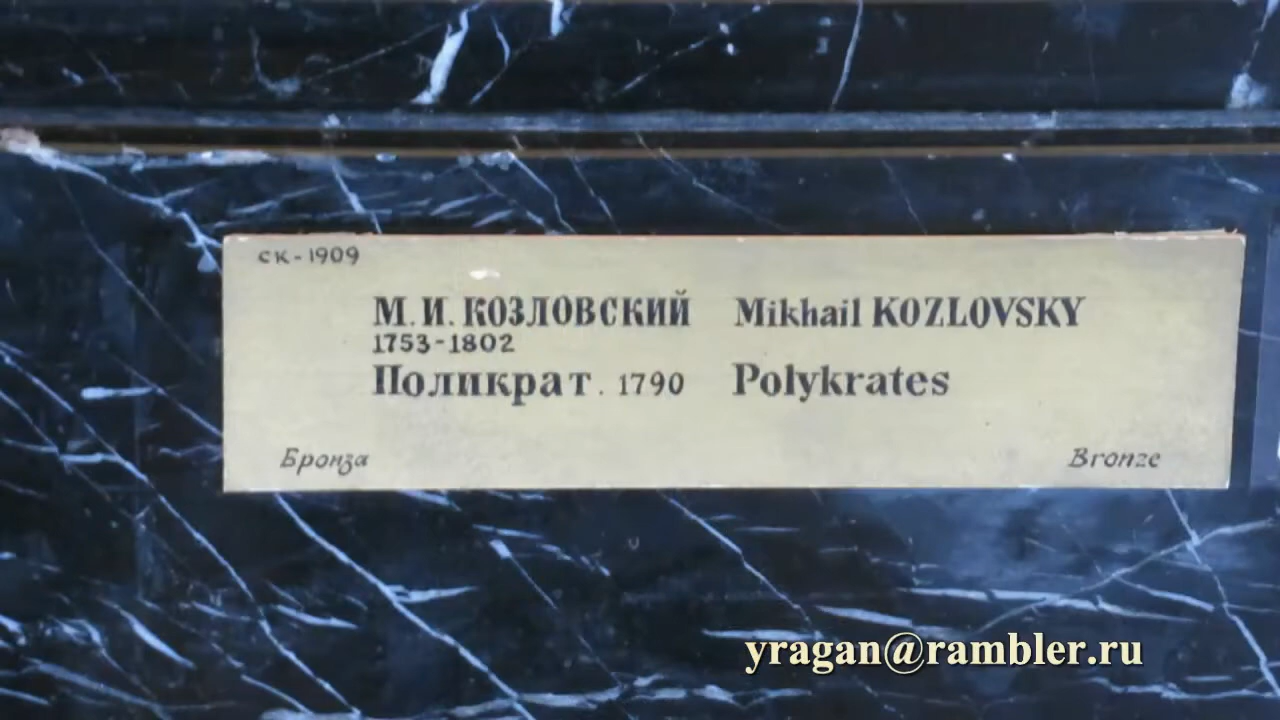 ск-1909
М. И. КОЗЛОВСКИЙ Mikhail KOZLOVSKY
1753-1802
Поликрат. 1790 Polykrates
Бронза Bronze
yragan@rambler.ru